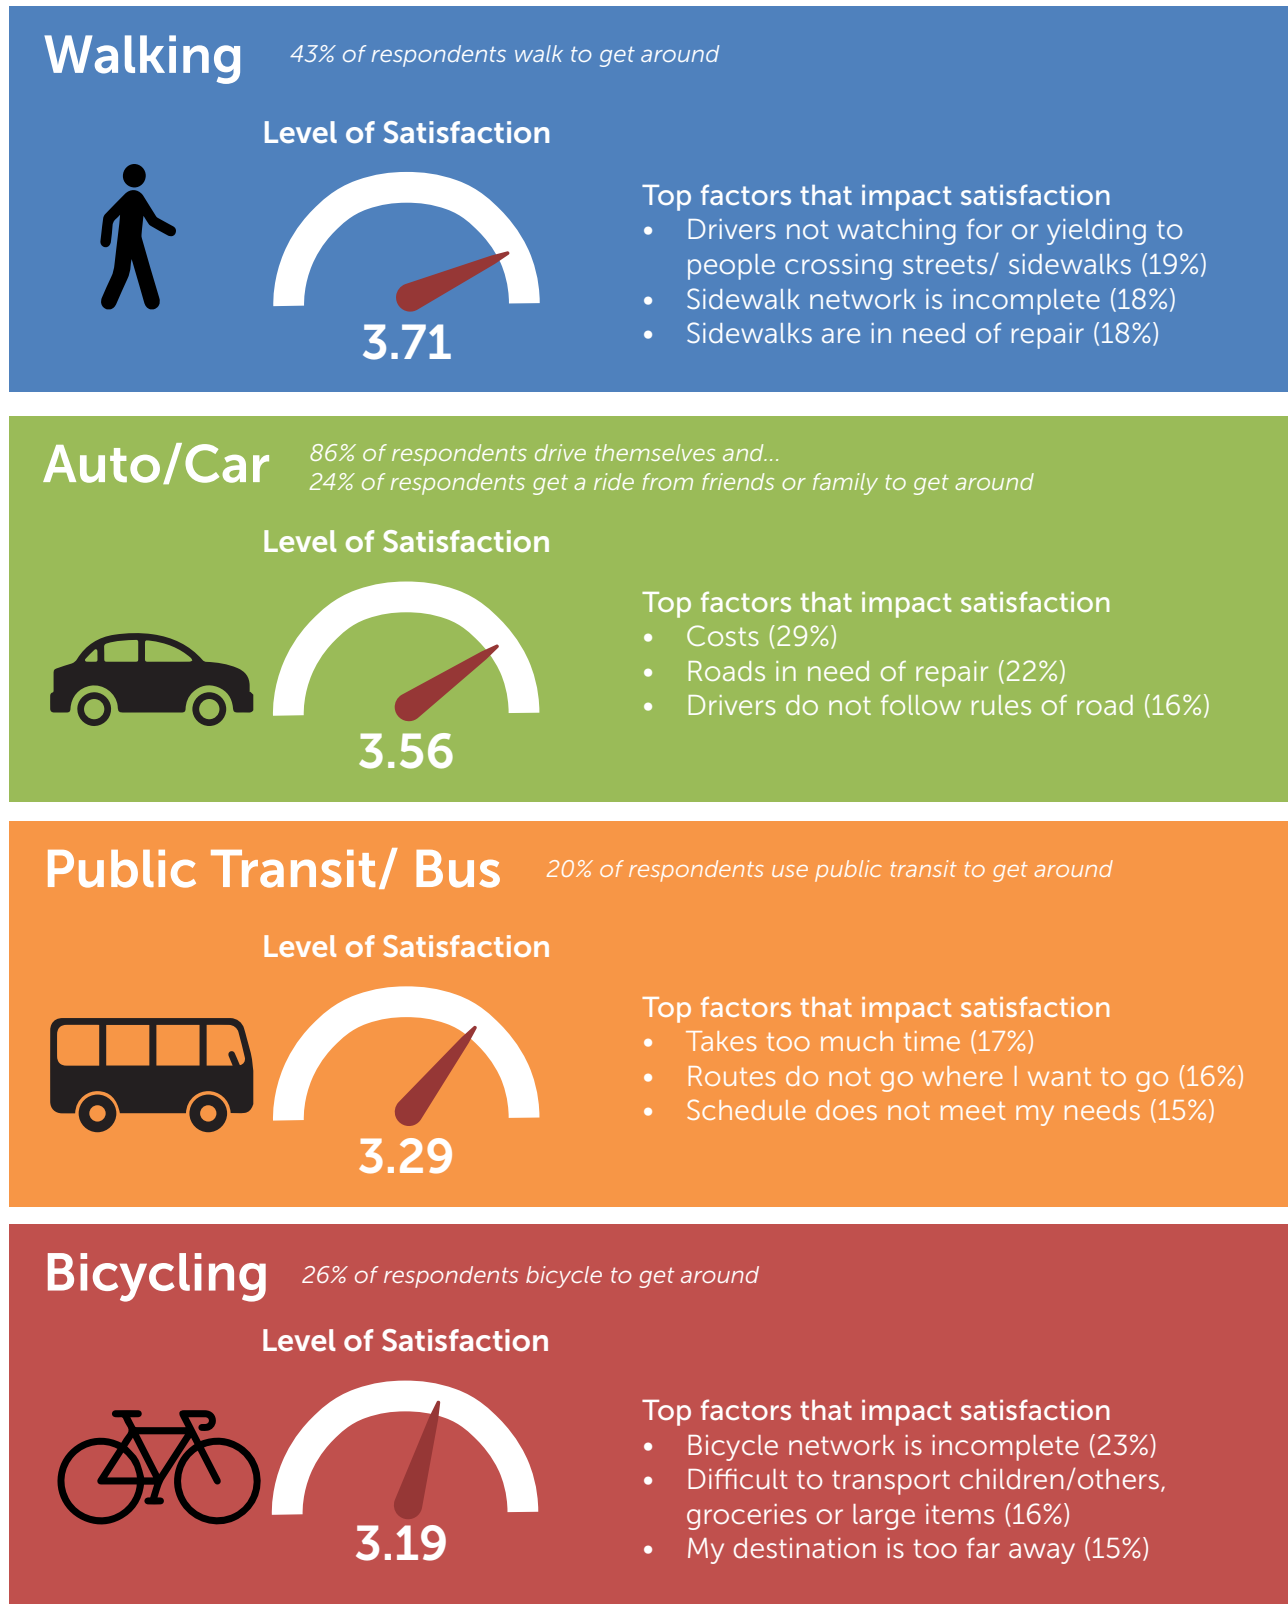 Walking
43% of respondents walk to get around
Level of Satisfaction
3.71
Top factors that impact satisfaction
• Drivers not watching for or yielding to
people crossing streets/ sidewalks (19%)
• Sidewalk network is incomplete (18%)
• Sidewalks are in need of repair (18%)
Auto/Car
86% of respondents drive themselves and...
24% of respondents get a ride from friends or family to get around
Level of Satisfaction
3.56
Top factors that impact satisfaction
• Costs (29%)
• Roads in need of repair (22%)
• Drivers do not follow rules of road (16%)
Public Transit/ Bus
20% of respondents use public transit to get around
Level of Satisfaction
3.29
Top factors that impact satisfaction
• Takes too much time (17%)
• Routes do not go where I want to go (16%)
• Schedule does not meet my needs (15%)
Bicycling
26% of respondents bicycle to get around
Level of Satisfaction
3.19
Top factors that impact satisfaction
• Bicycle network is incomplete (23%)
• Difficult to transport children/others,
groceries or large items (16%)
• My destination is too far away (15%)